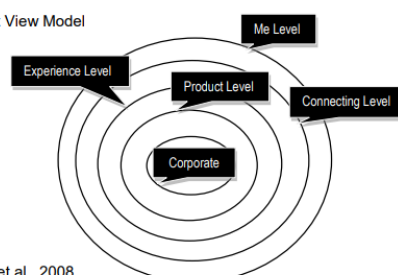 View Model
Me Level
Experience Level
Product Level
Connecting Level
Corporate
et al., 2008